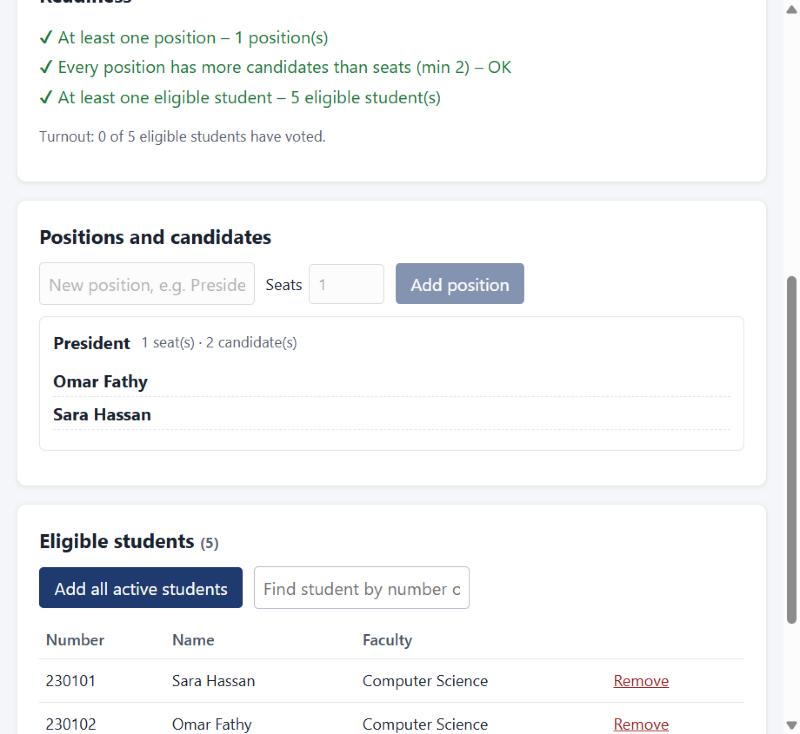 Readiness
✓ At least one position – 1 position(s)
✓ Every position has more candidates than seats (min 2) – OK
✓ At least one eligible student – 5 eligible student(s)
Turnout: 0 of 5 eligible students have voted.
Positions and candidates
New position, e.g. Preside Seats 1 Add position
President 1 seat(s) · 2 candidate(s)
Omar Fathy
Sara Hassan
Eligible students (5)
Add all active students Find student by number o
Number Name Faculty
230101 Sara Hassan Computer Science Remove
230102 Omar Fathy Computer Science Remove